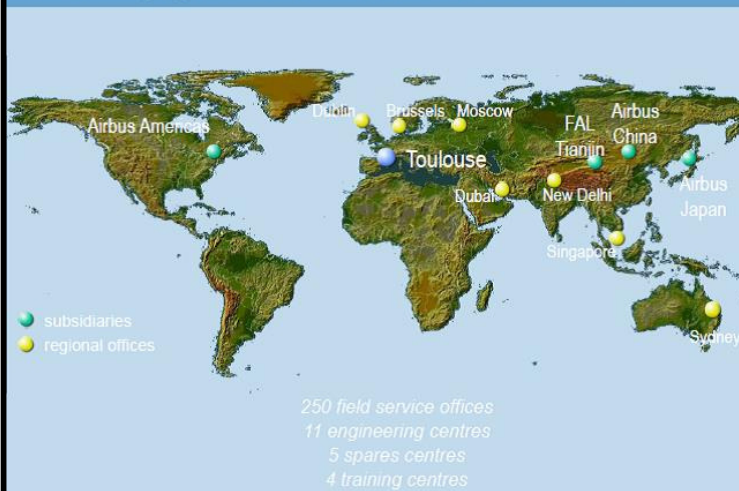 Dublin
Brussels
Moscow
Airbus Americas
FAL
Tianjin
Airbus
China
Toulouse
Dubai
New Delhi
Airbus
Japan
Singapore
Sydney
subsidiaries
regional offices
250 field service offices
11 engineering centres
5 spares centres
4 training centres